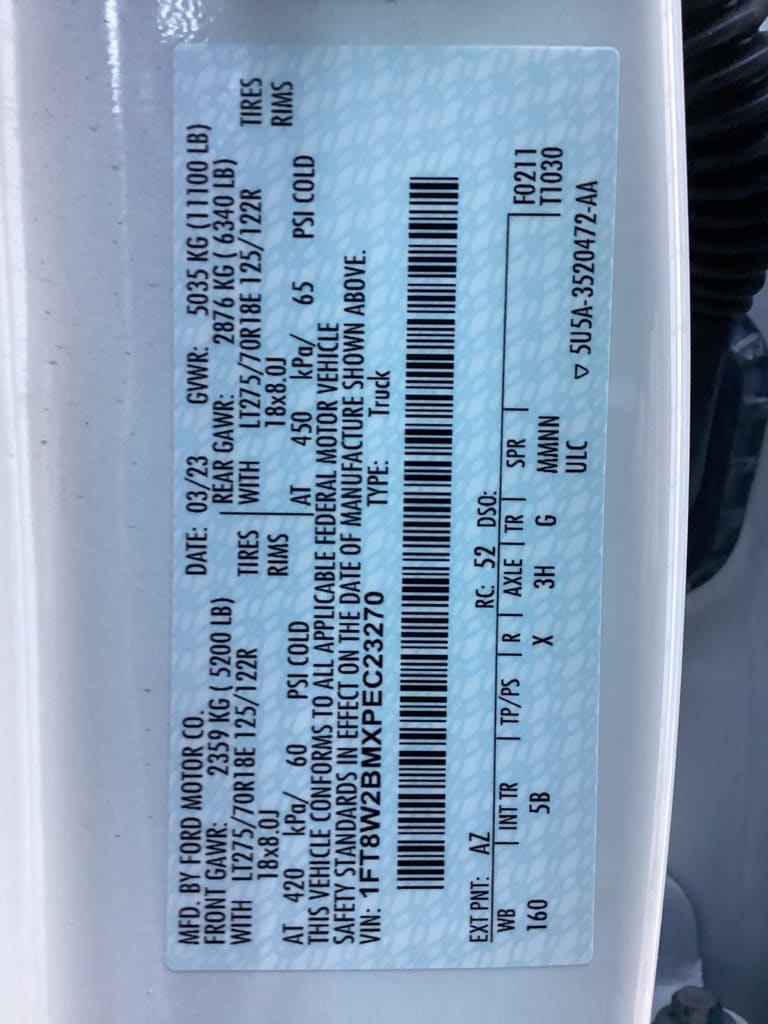 MFD. BY FORD MOTOR CO. DATE: 03/23 GVWR: 5035 KG (11100 LB)
FRONT GAWR: 2359 KG ( 5200 LB) REAR GAWR: 2876 KG ( 6340 LB)
WITH LT275/70R18E 125/122R TIRES WITH LT275/70R18E 125/122R TIRES
18x8.0J RIMS 18x8.0J RIMS
AT 420 kPa/ 60 PSI COLD AT 450 kPa/ 65 PSI COLD
THIS VEHICLE CONFORMS TO ALL APPLICABLE FEDERAL MOTOR VEHICLE
SAFETY STANDARDS IN EFFECT ON THE DATE OF MANUFACTURE SHOWN ABOVE.
VIN: 1FT8W2BMXPEC23270 TYPE: Truck
EXT PNT: AZ RC: 52 DSO:
WB INT TR TP/PS R AXLE TR SPR F0211
160 5B X 3H G MMNNN T1030
ULC ▽ 5U5A-3520472-AA